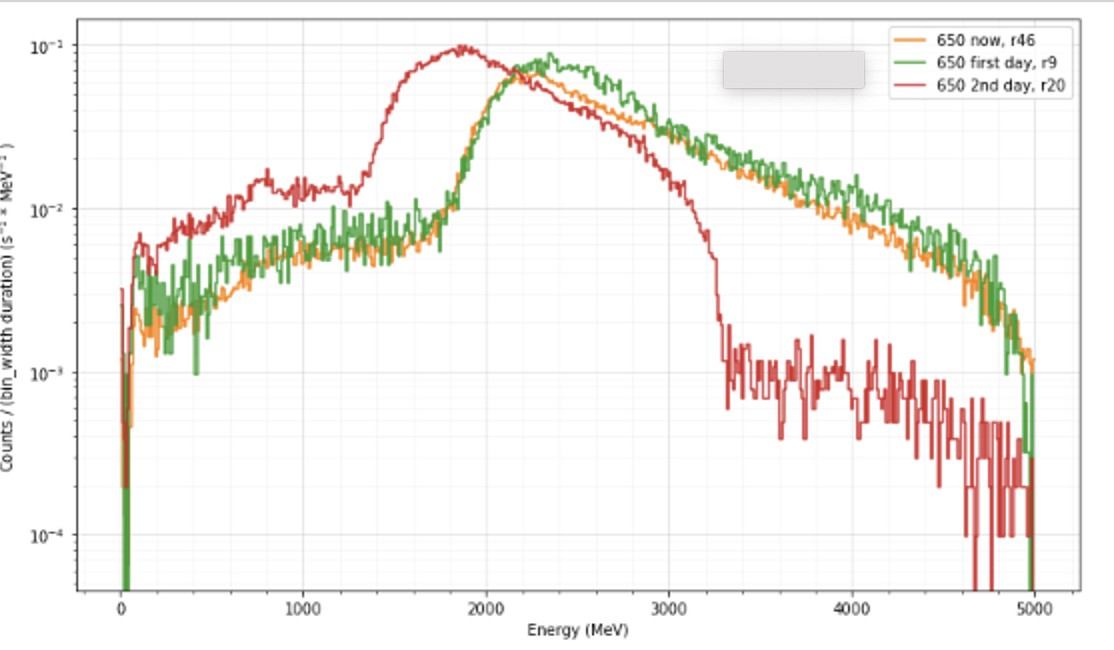 10⁻¹
10⁻²
10⁻³
10⁻⁴
Counts / (bin_width duration) (s⁻¹ * MeV⁻¹ )
650 now, r46
650 first day, r9
650 2nd day, r20
0 1000 2000 3000 4000 5000
Energy (MeV)